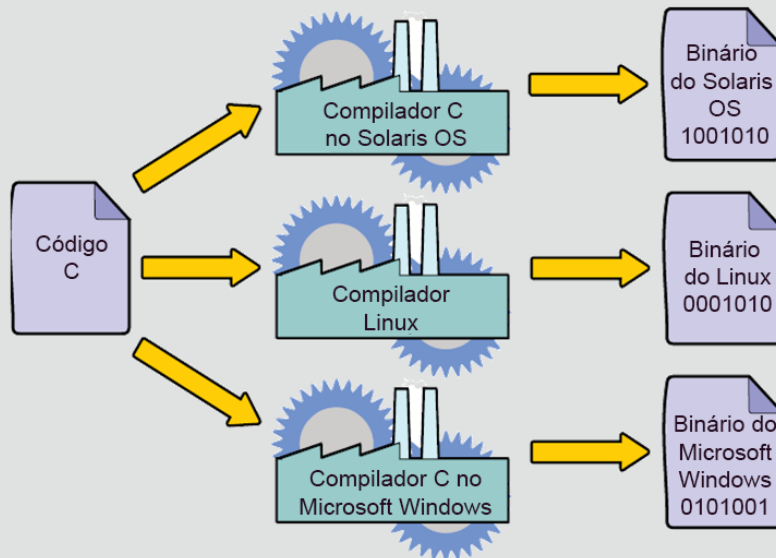 Código
C
Compilador C
no Solaris OS
Binário
do Solaris
OS
1001010
Compilador
Linux
Binário
do Linux
0001010
Compilador C no
Microsoft Windows
Binário do
Microsoft
Windows
0101001